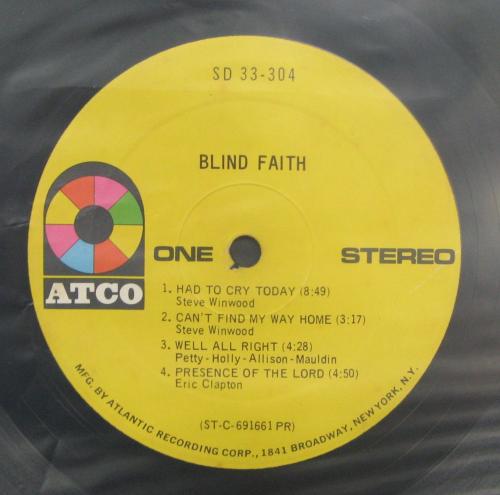 SD 33-304
BLIND FAITH
ONE STEREO
ATCO
1. HAD TO CRY TODAY (8:49)
Steve Winwood
2. CAN'T FIND MY WAY HOME (3:17)
Steve Winwood
3. WELL ALL RIGHT (4:28)
Petty-Holly-Allison-Mauldin
4. PRESENCE OF THE LORD (4:50)
Eric Clapton
(ST-C-691661 PR)
MFG. BY ATLANTIC RECORDING CORP., 1841 BROADWAY, NEW YORK, N.Y.